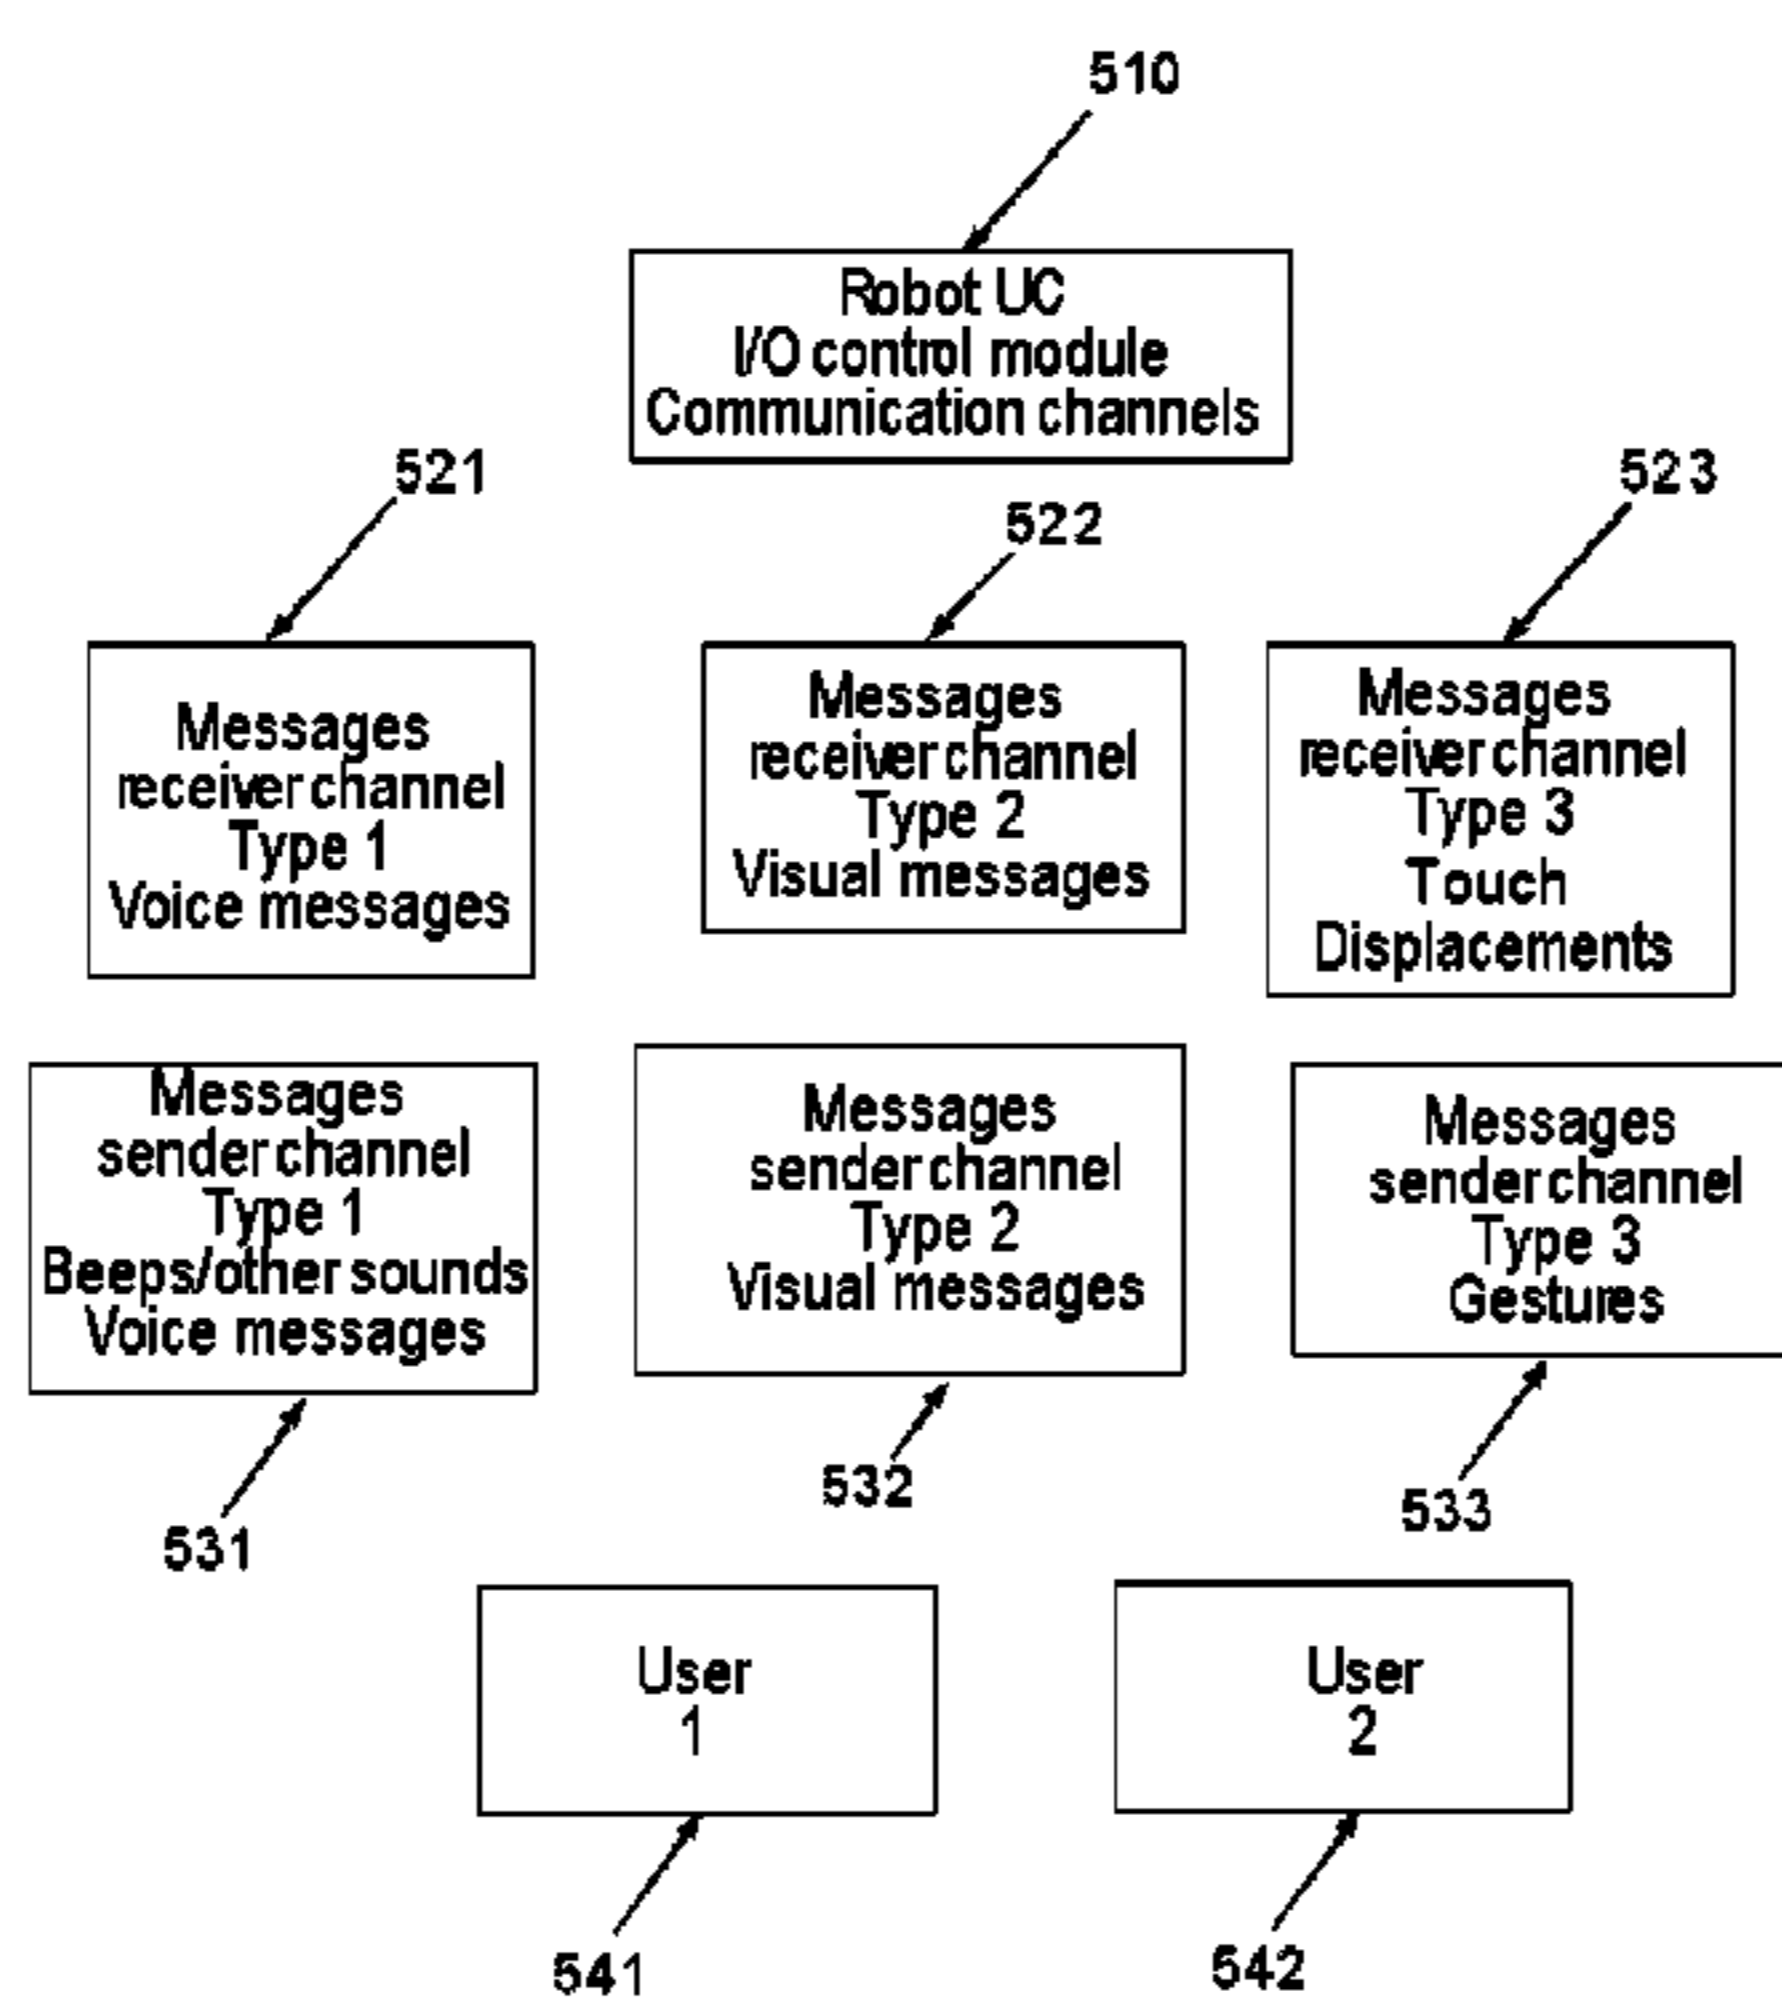 510
Robot UC
I/O control module
Communication channels
521
522
523
Messages
receiver channel
Type 1
Voice messages
Messages
receiver channel
Type 2
Visual messages
Messages
receiver channel
Type 3
Touch
Displacements
Messages
sender channel
Type 1
Beeps/other sounds
Voice messages
Messages
sender channel
Type 2
Visual messages
Messages
sender channel
Type 3
Gestures
531
532
533
User
1
User
2
541
542